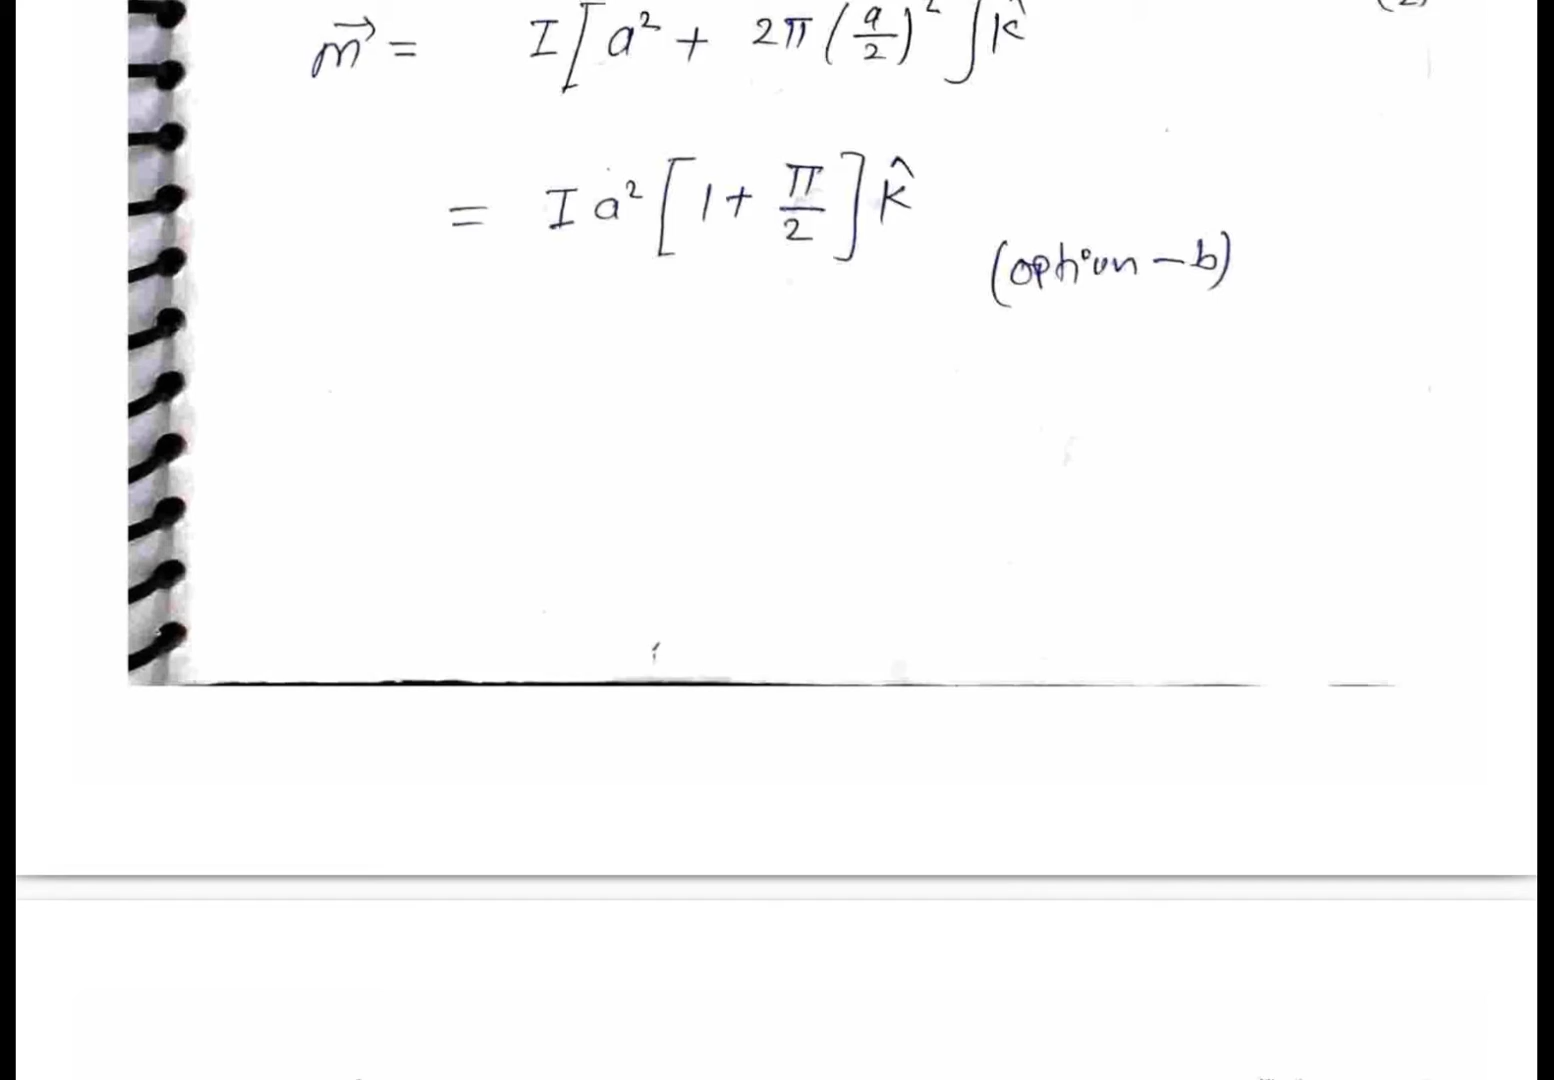 m⃗ = I[a² + 2π(a/2)²]k̂
= Ia²[1 + π/2]k̂
(option - b)